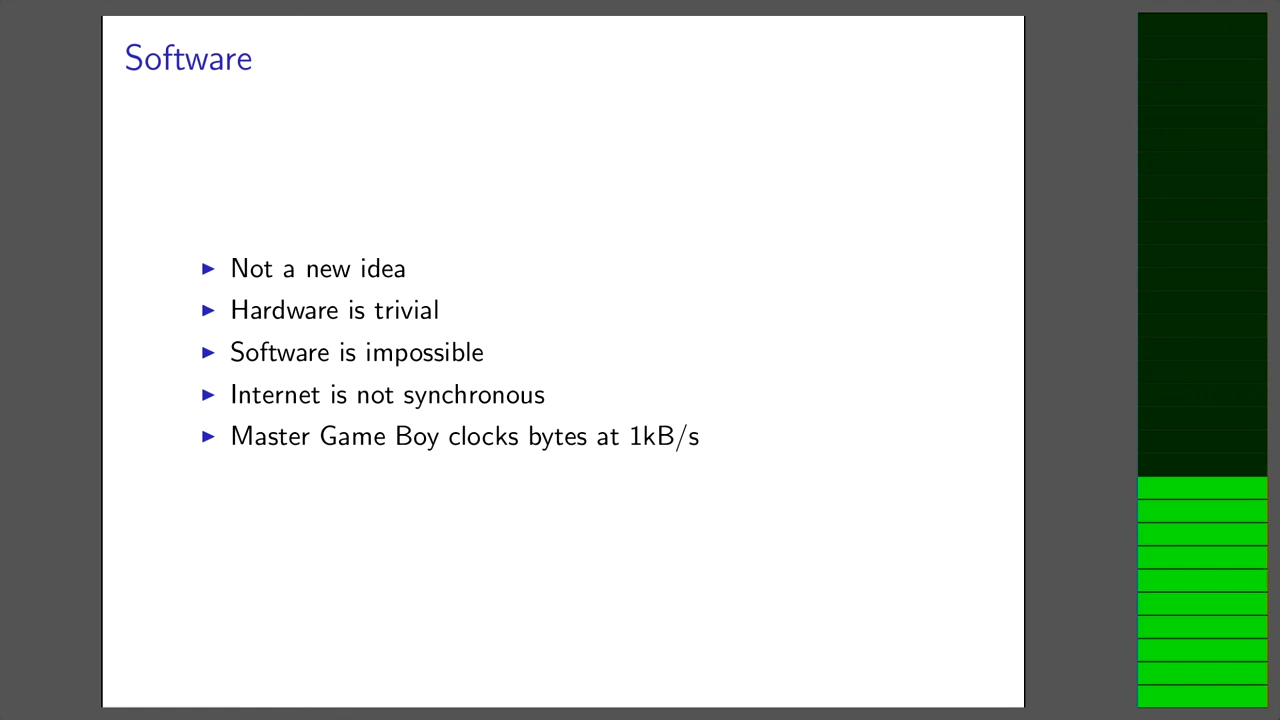 Software
Not a new idea
Hardware is trivial
Software is impossible
Internet is not synchronous
Master Game Boy clocks bytes at 1kB/s